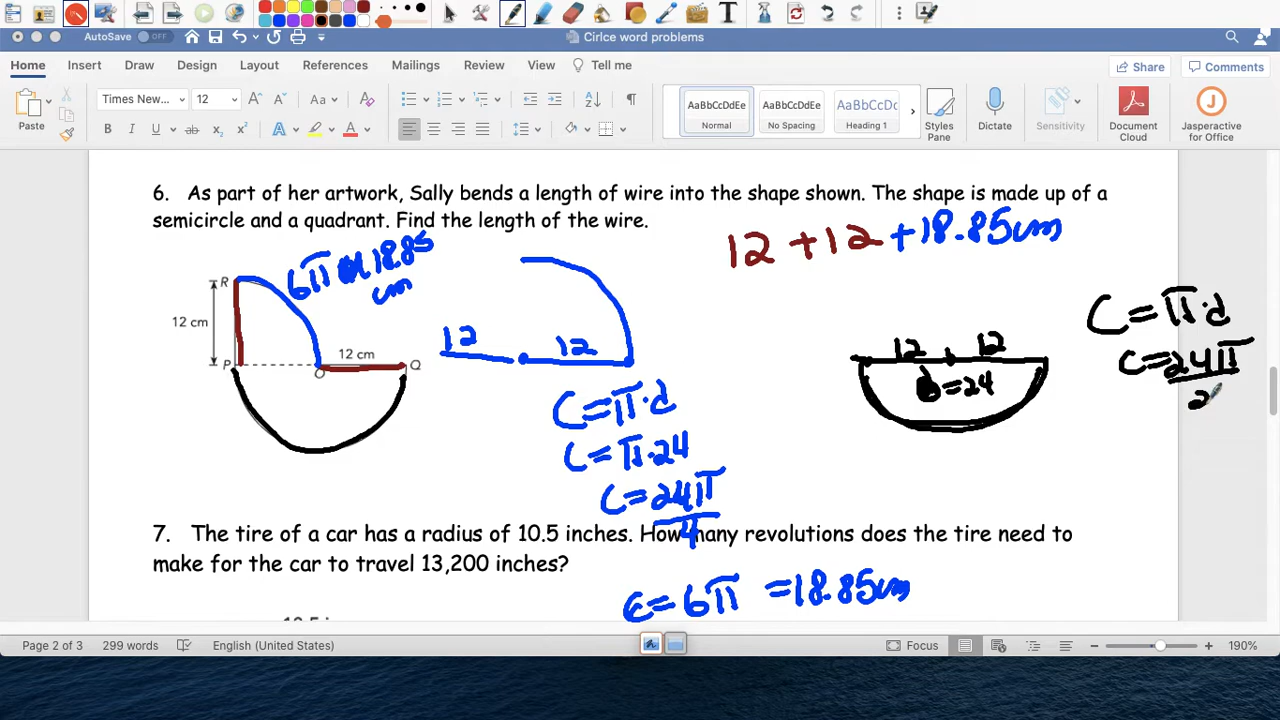 AutoSave OFF
Cirlce word problems
Home Insert Draw Design Layout References Mailings Review View Tell me
Share Comments
Paste
Times New... 12
AaBbCcDdEe AaBbCcDdEe AaBbCcDc
Normal No Spacing Heading 1
Styles Pane
Dictate
Sensitivity
Adobe Document Cloud
Jasperactive for Office
6. As part of her artwork, Sally bends a length of wire into the shape shown. The shape is made up of a
semicircle and a quadrant. Find the length of the wire.
12 + 12 + 18.85cm
6π
18.85
cm
R
12 cm
P
12 cm
O
Q
12
12
C = π·d
C = π·24
C = 24π
4
12 12
D = 24
C = π·d
C = 24π
2
7. The tire of a car has a radius of 10.5 inches. How many revolutions does the tire need to
make for the car to travel 13,200 inches?
C = 6π = 18.85cm
Page 2 of 3 299 words English (United States) Focus 190%